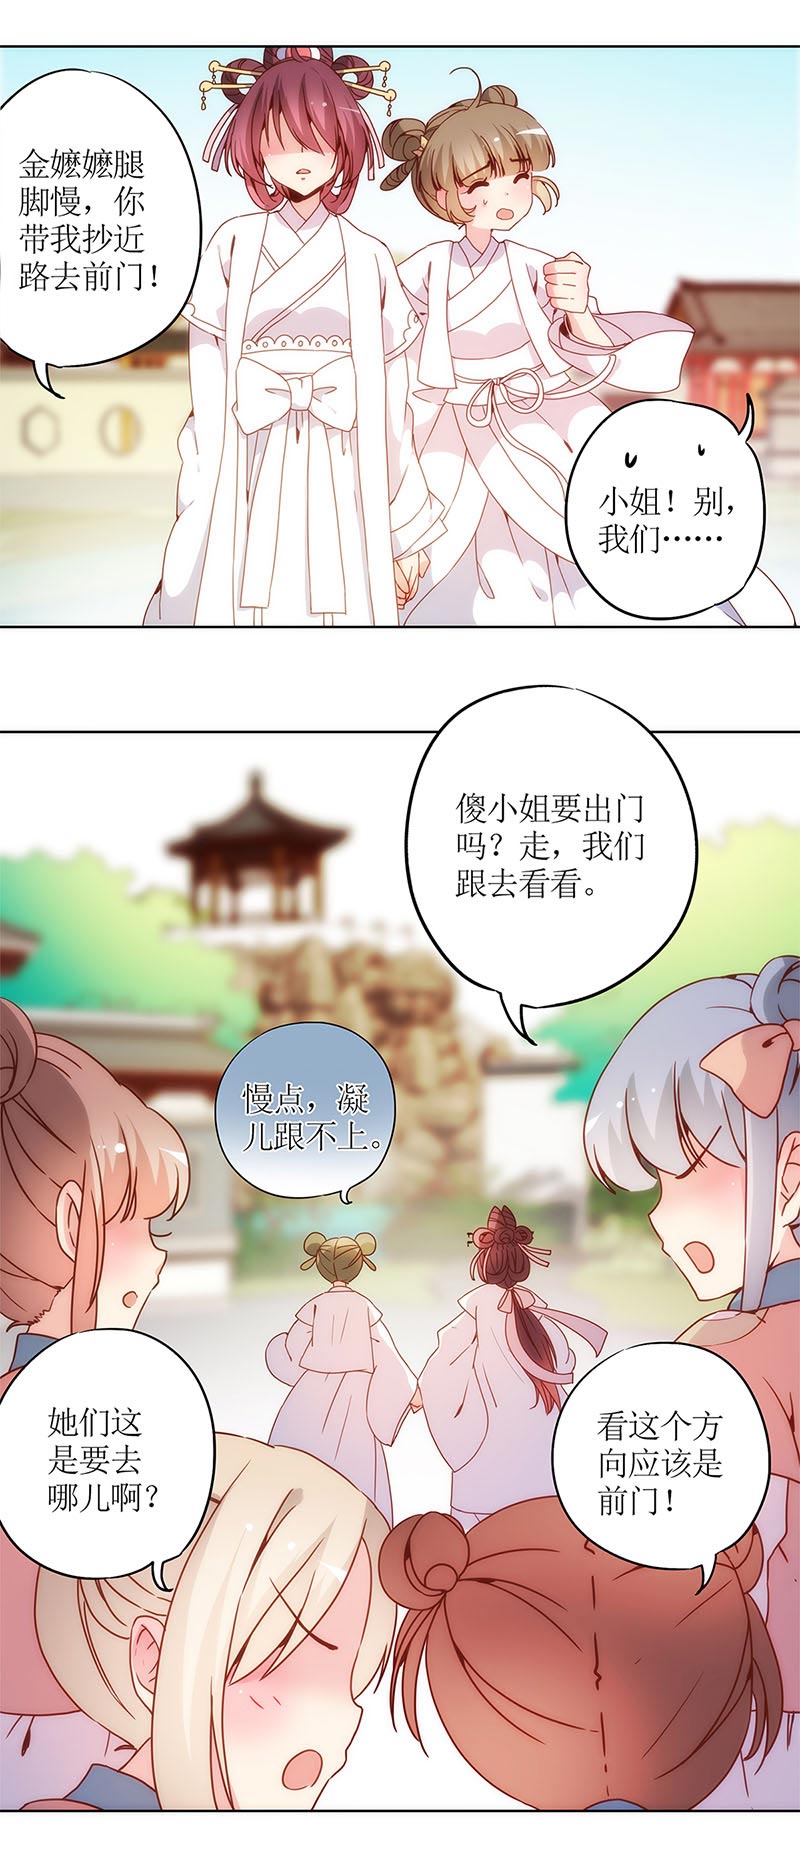 金嬷嬷腿
脚慢，你
带我抄近
路去前门！
小姐！别，
我们……
傻小姐要出门
吗？走，我们
跟去看看。
慢点，凝
儿跟不上。
她们这
是要去
哪儿啊？
看这个方
向应该是
前门！